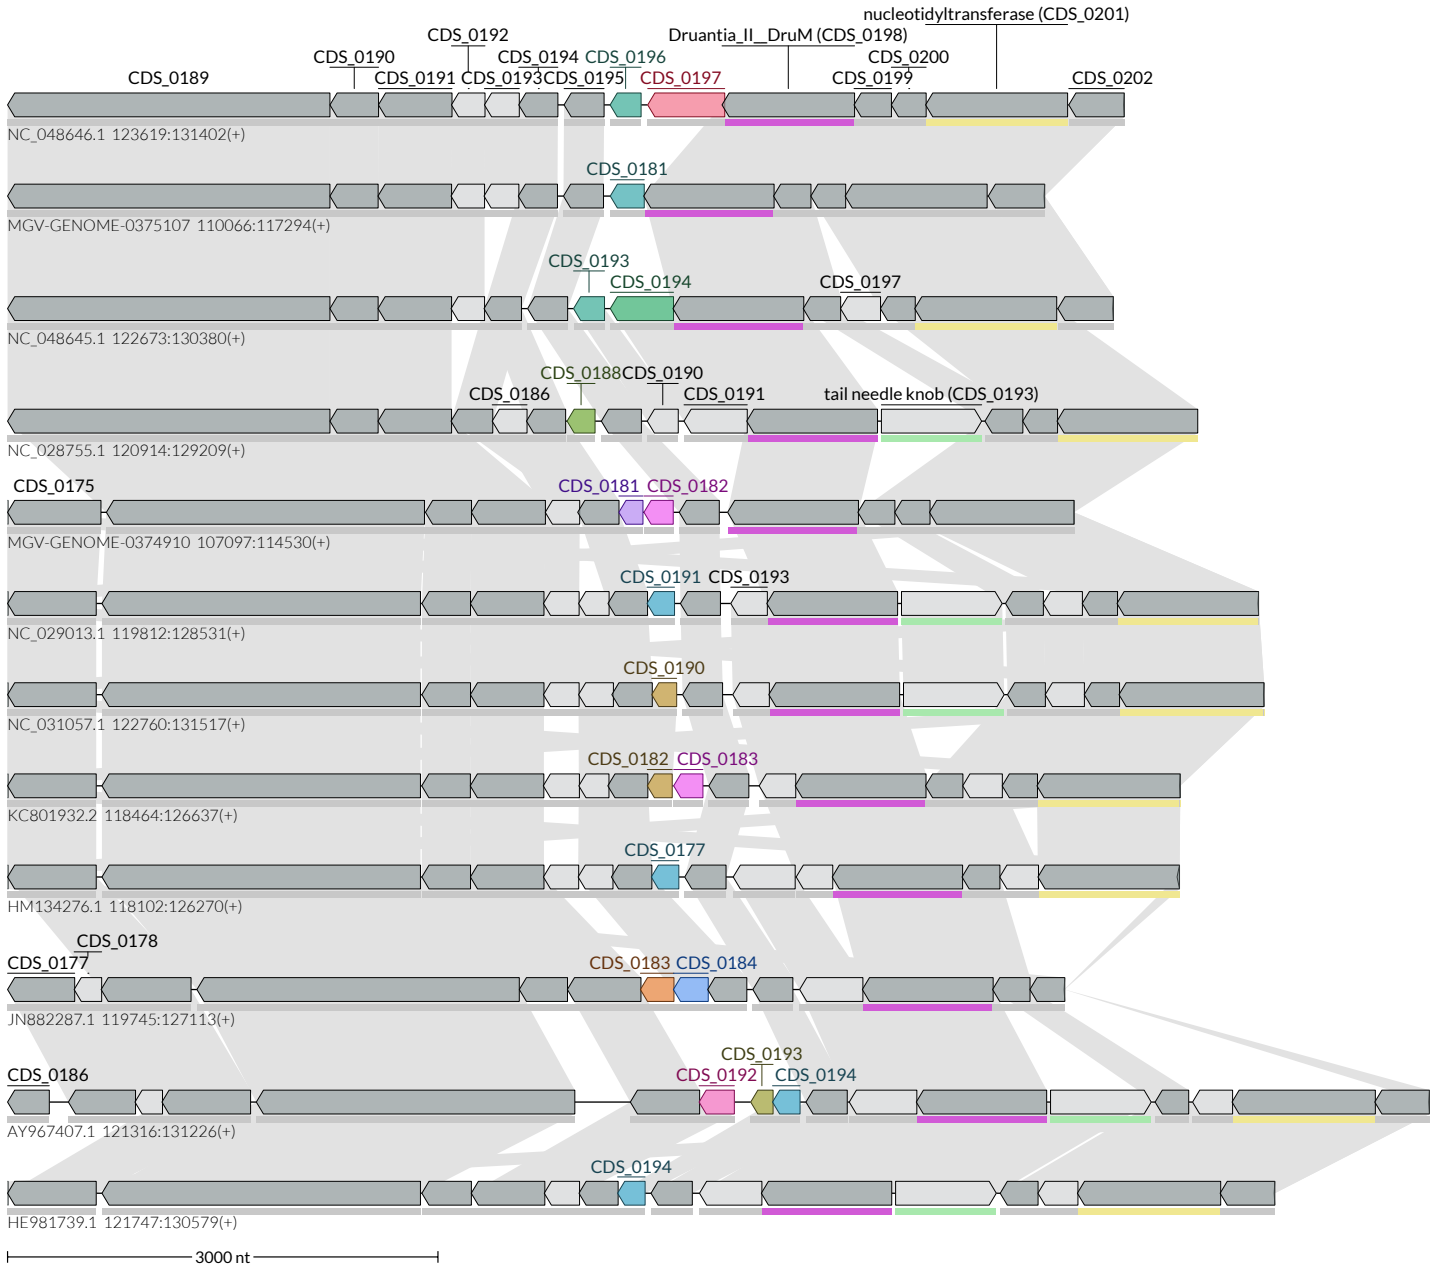 nucleotidyltransferase (CDS_0201)
CDS_0192 Druantia_II__DruM (CDS_0198)
CDS_0190 CDS_0194 CDS_0196 CDS_0200
CDS_0189 CDS_0191 CDS_0193 CDS_0195 CDS_0197 CDS_0199 CDS_0202
NC_048646.1 123619:131402(+)
CDS_0181
MGV-GENOME-0375107 110066:117294(+)
CDS_0193
CDS_0194 CDS_0197
NC_048645.1 122673:130380(+)
CDS_0188 CDS_0190
CDS_0186 CDS_0191 tail needle knob (CDS_0193)
NC_028755.1 120914:129209(+)
CDS_0175 CDS_0181 CDS_0182
MGV-GENOME-0374910 107097:114530(+)
CDS_0191 CDS_0193
NC_029013.1 119812:128531(+)
CDS_0190
NC_031057.1 122760:131517(+)
CDS_0182 CDS_0183
KC801932.2 118464:126637(+)
CDS_0177
HM134276.1 118102:126270(+)
CDS_0178
CDS_0177 CDS_0183 CDS_0184
JN882287.1 119745:127113(+)
CDS_0193
CDS_0186 CDS_0192 CDS_0194
AY967407.1 121316:131226(+)
CDS_0194
HE981739.1 121747:130579(+)
3000 nt